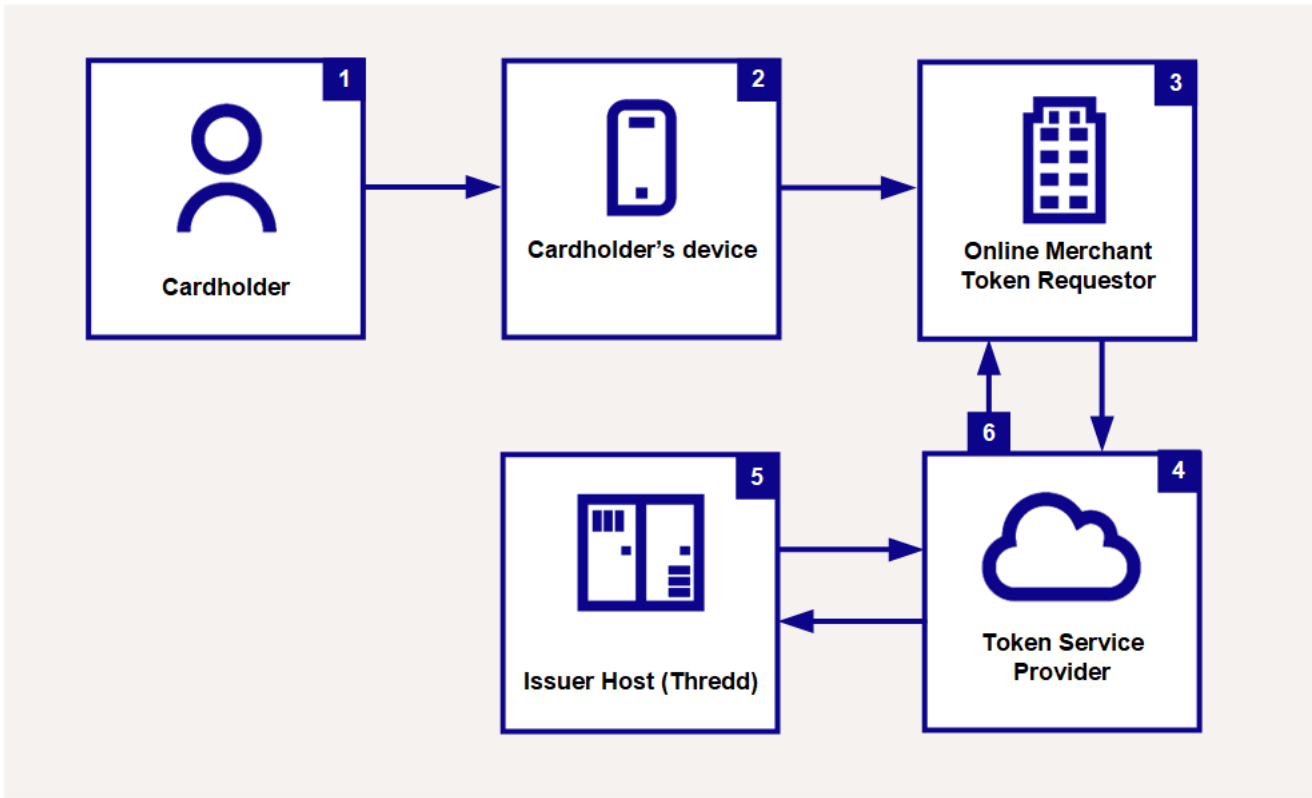 1
Cardholder
2
Cardholder’s device
3
Online Merchant
Token Requestor
6
4
Token Service
Provider
5
Issuer Host (Thredd)